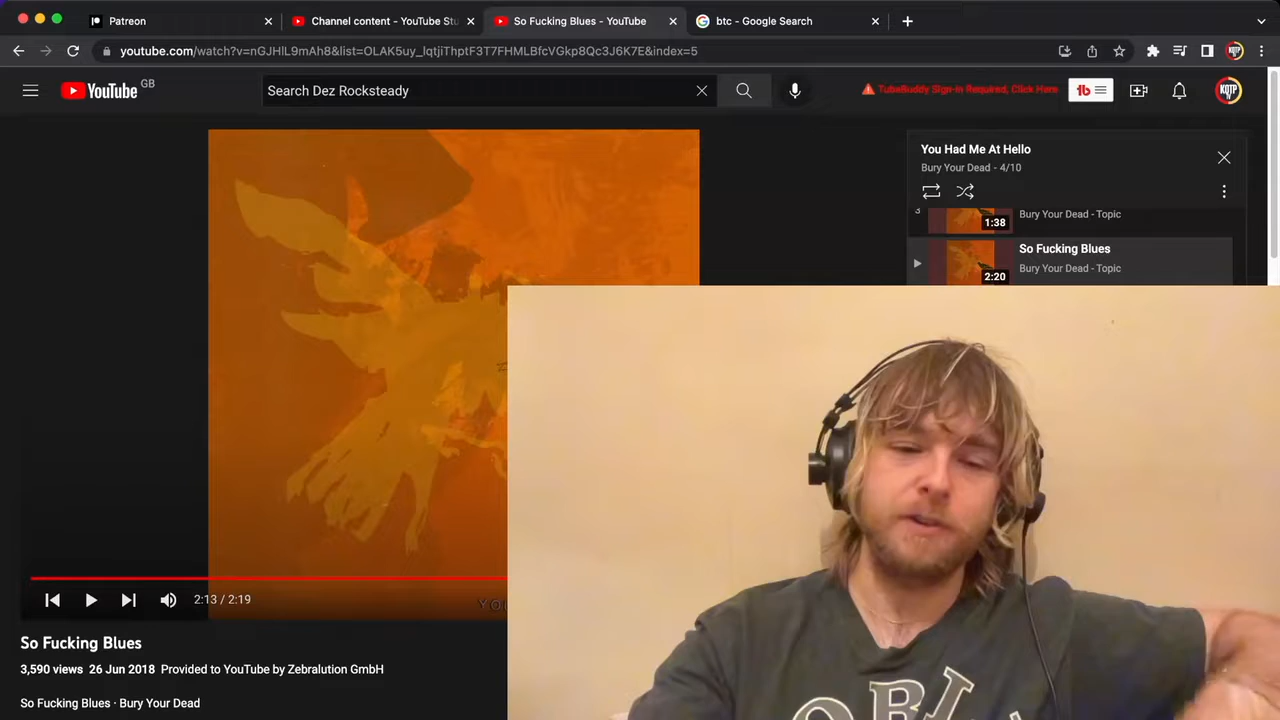 Patreon
Channel content - YouTube Stu
So Fucking Blues - YouTube
btc - Google Search
youtube.com/watch?v=nGJHlL9mAh8&list=OLAK5uy_lqtjiThptF3T7FHMLBfcVGkp8Qc3J6K7E&index=5
YouTube GB
Search Dez Rocksteady
TubeBuddy Sign-in Required, Click Here
tb
KQTP
You Had Me At Hello
Bury Your Dead - 4/10
3
1:38
Bury Your Dead - Topic
So Fucking Blues
2:20
Bury Your Dead - Topic
2:13 / 2:19
YOU
So Fucking Blues
3,590 views 26 Jun 2018 Provided to YouTube by Zebralution GmbH
So Fucking Blues · Bury Your Dead